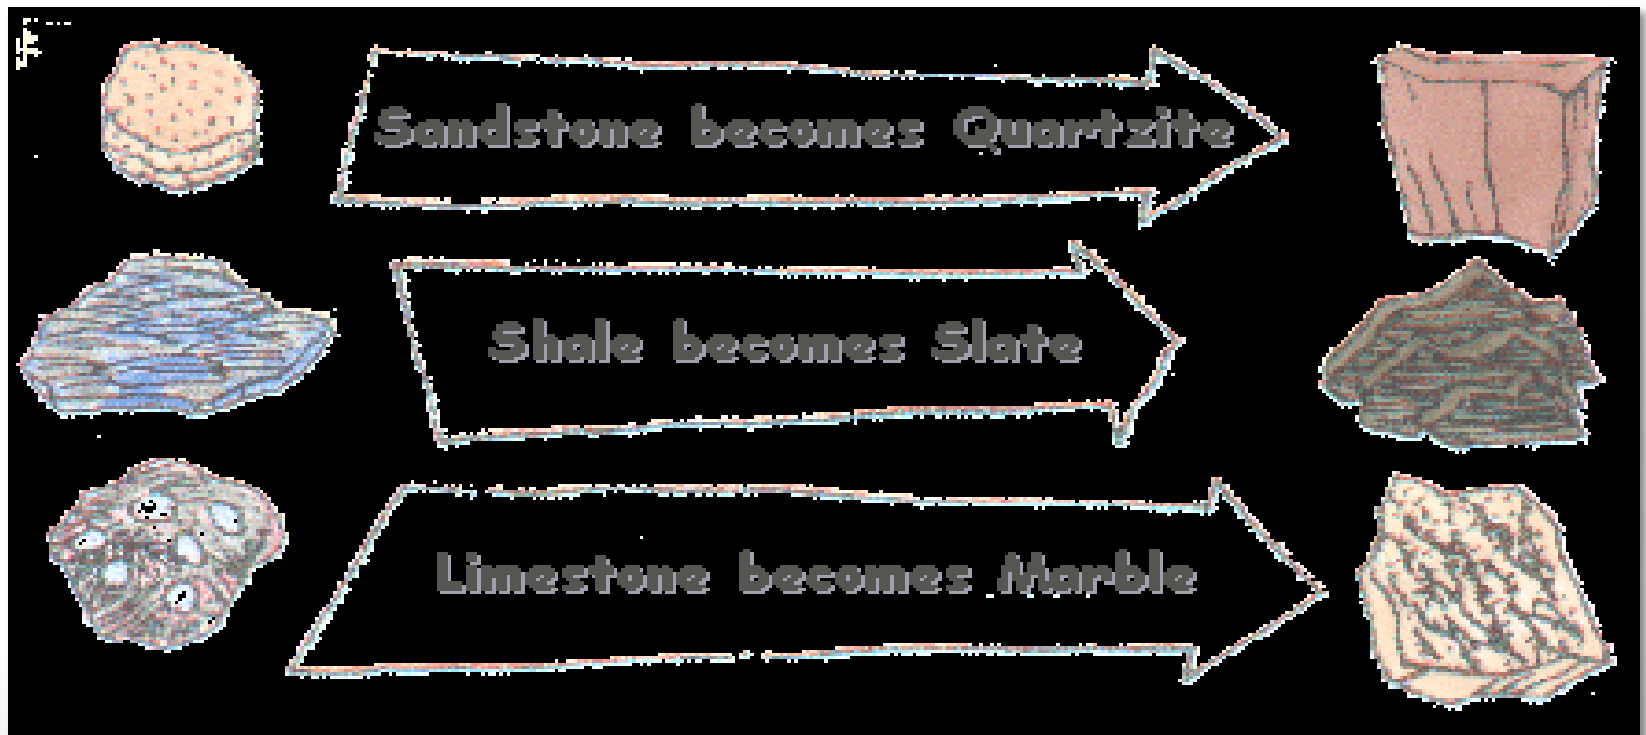 Sandstone becomes Quartzite
Shale becomes Slate
Limestone becomes Marble